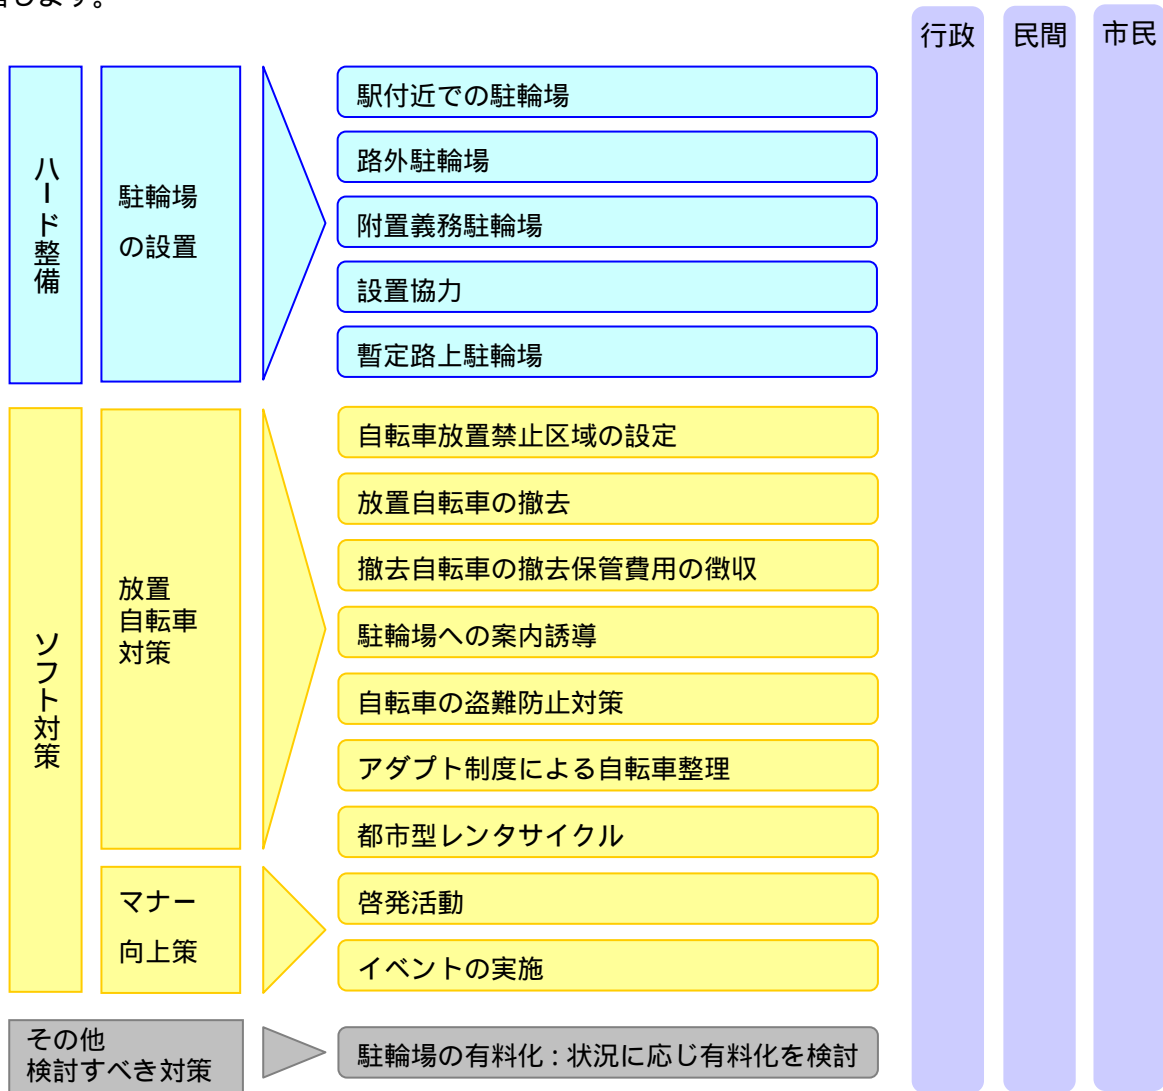 します。
行政
民間
市民
ハード整備
駐輪場
の設置
駅付近での駐輪場
路外駐輪場
附置義務駐輪場
設置協力
暫定路上駐輪場
ソフト対策
放置
自転車
対策
自転車放置禁止区域の設定
放置自転車の撤去
撤去自転車の撤去保管費用の徴収
駐輪場への案内誘導
自転車の盗難防止対策
アダプト制度による自転車整理
都市型レンタサイクル
マナー
向上策
啓発活動
イベントの実施
その他
検討すべき対策
駐輪場の有料化：状況に応じ有料化を検討